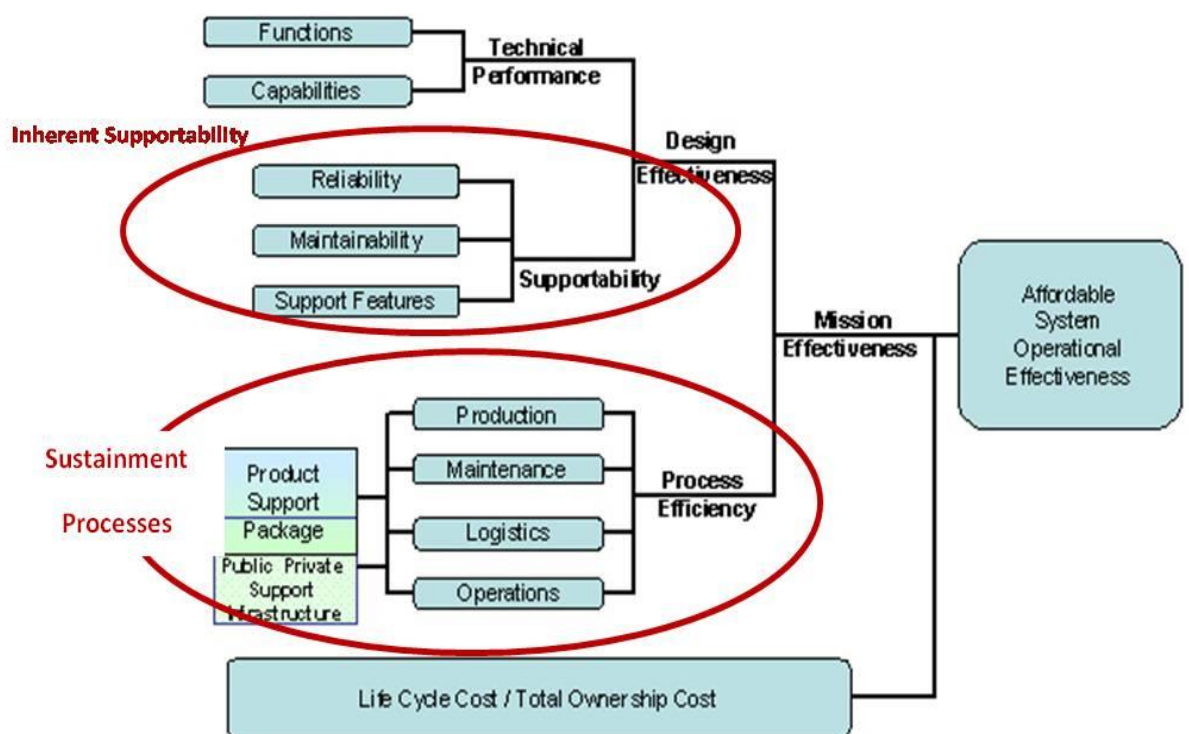 Functions
Technical
Performance
Capabilities
Inherent Supportability
Design
Effectiveness
Reliability
Maintainability
Supportability
Support Features
Mission
Effectiveness
Affordable
System
Operational
Effectiveness
Production
Sustainment
Processes
Product
Support
Package
Public Private
Support
Infrastructure
Maintenance
Process
Efficiency
Logistics
Operations
Life Cycle Cost / Total Ownership Cost